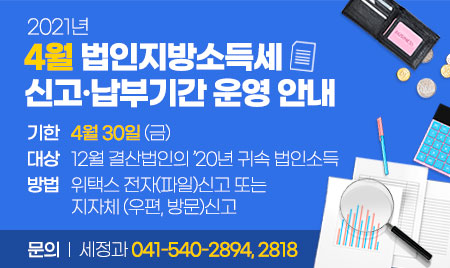 2021년
4월 법인지방소득세
신고·납부기간 운영 안내
기한 4월 30일 (금)
대상 12월 결산법인의 '20년 귀속 법인소득
방법 위택스 전자(파일)신고 또는
지자체 (우편, 방문)신고
문의 | 세정과 041-540-2894, 2818
BUSINESS